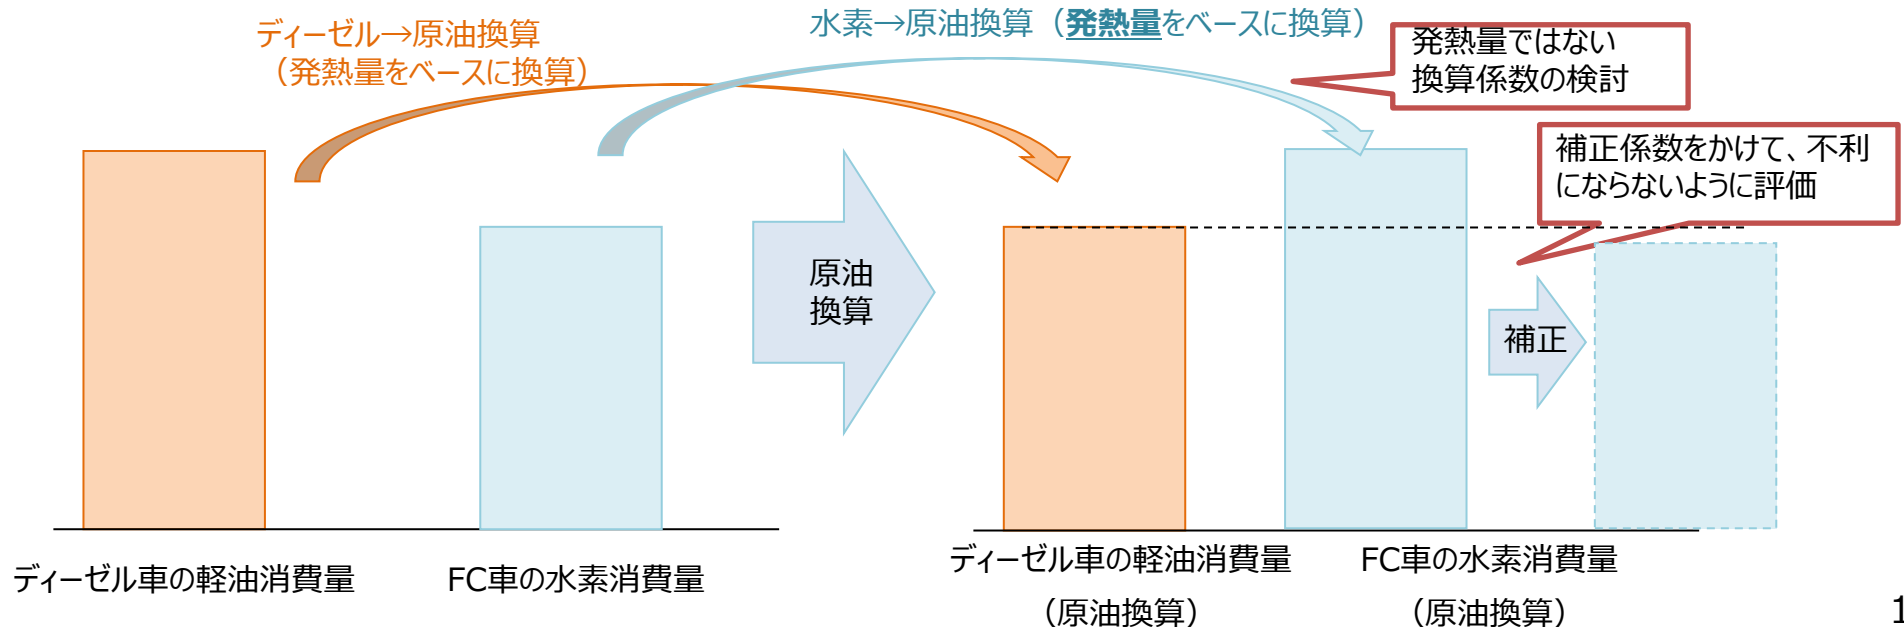 ディーゼル→原油換算
（発熱量をベースに換算）
水素→原油換算（発熱量をベースに換算）
発熱量ではない
換算係数の検討
補正係数をかけて、不利
にならないように評価
原油
換算
補正
ディーゼル車の軽油消費量
FC車の水素消費量
ディーゼル車の軽油消費量
（原油換算）
FC車の水素消費量
（原油換算）
1